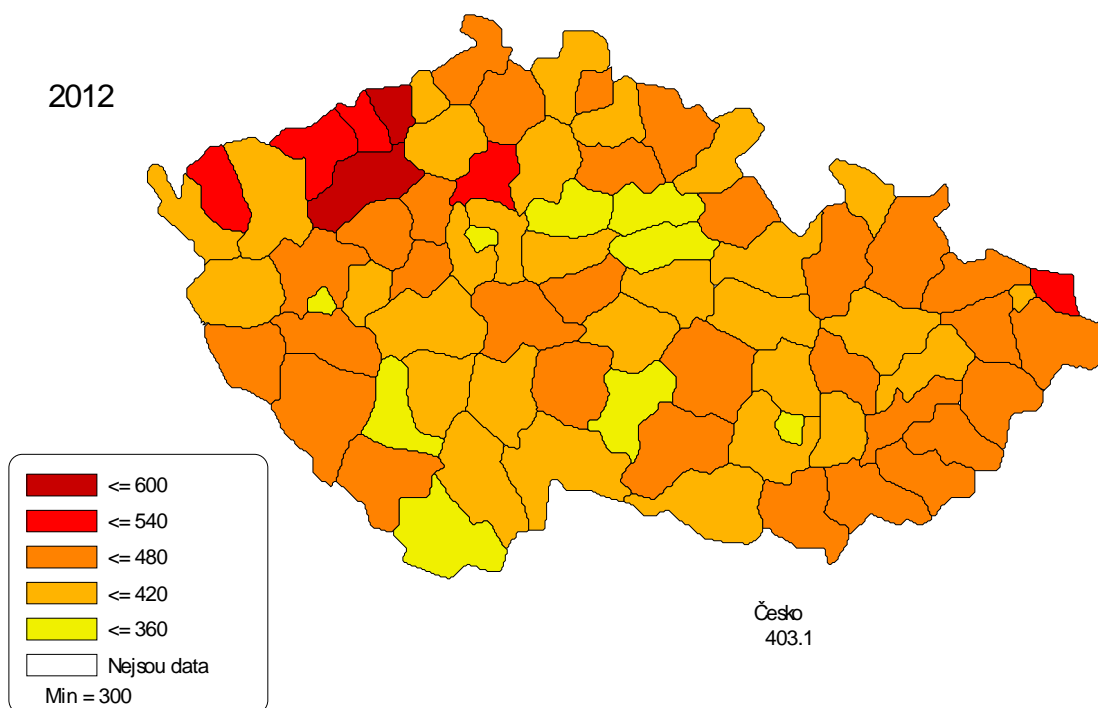 2012
<= 600
<= 540
<= 480
<= 420
<= 360
Nejsou data
Min = 300
Česko
403.1